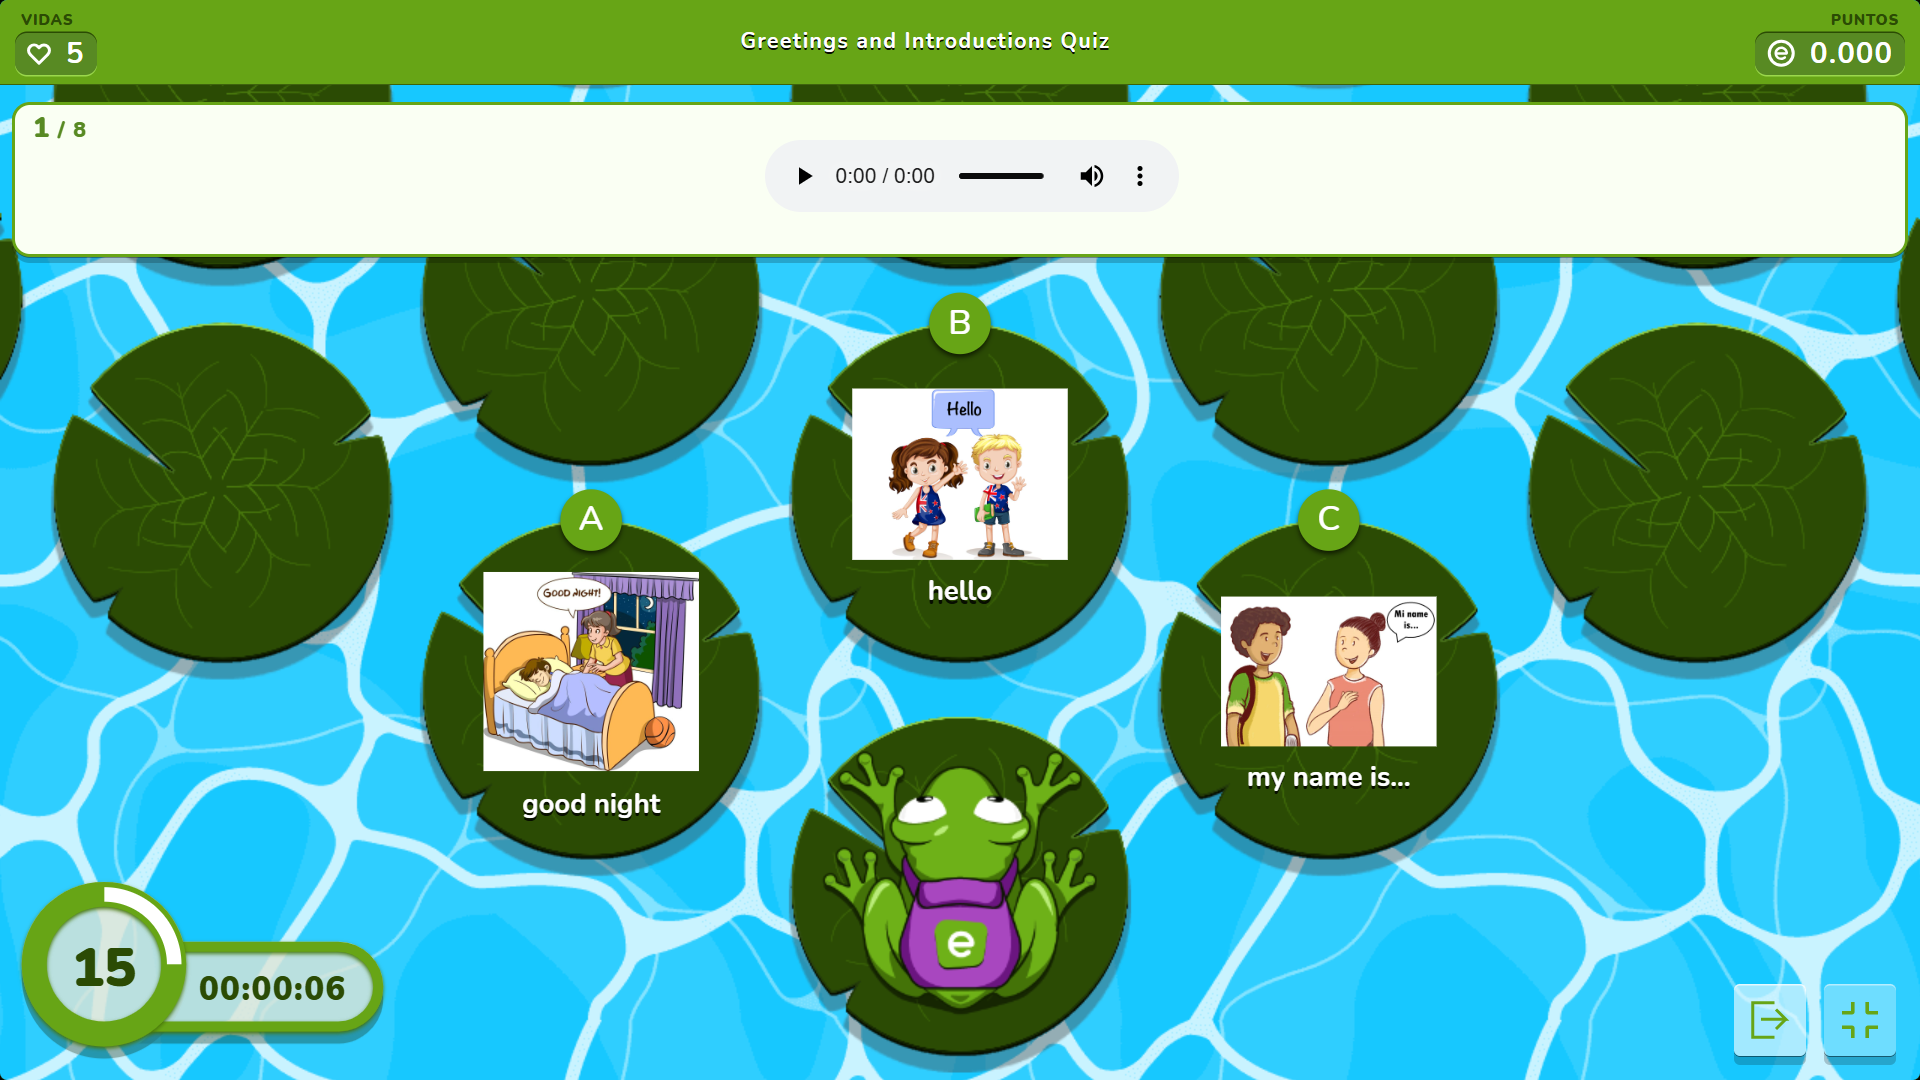 VIDAS
5
Greetings and Introductions Quiz
PUNTOS
0.000
1 / 8
0:00 / 0:00
B
Hello
hello
A
GOOD NIGHT!
good night
C
Mi name
is...
my name is...
e
15
00:00:06